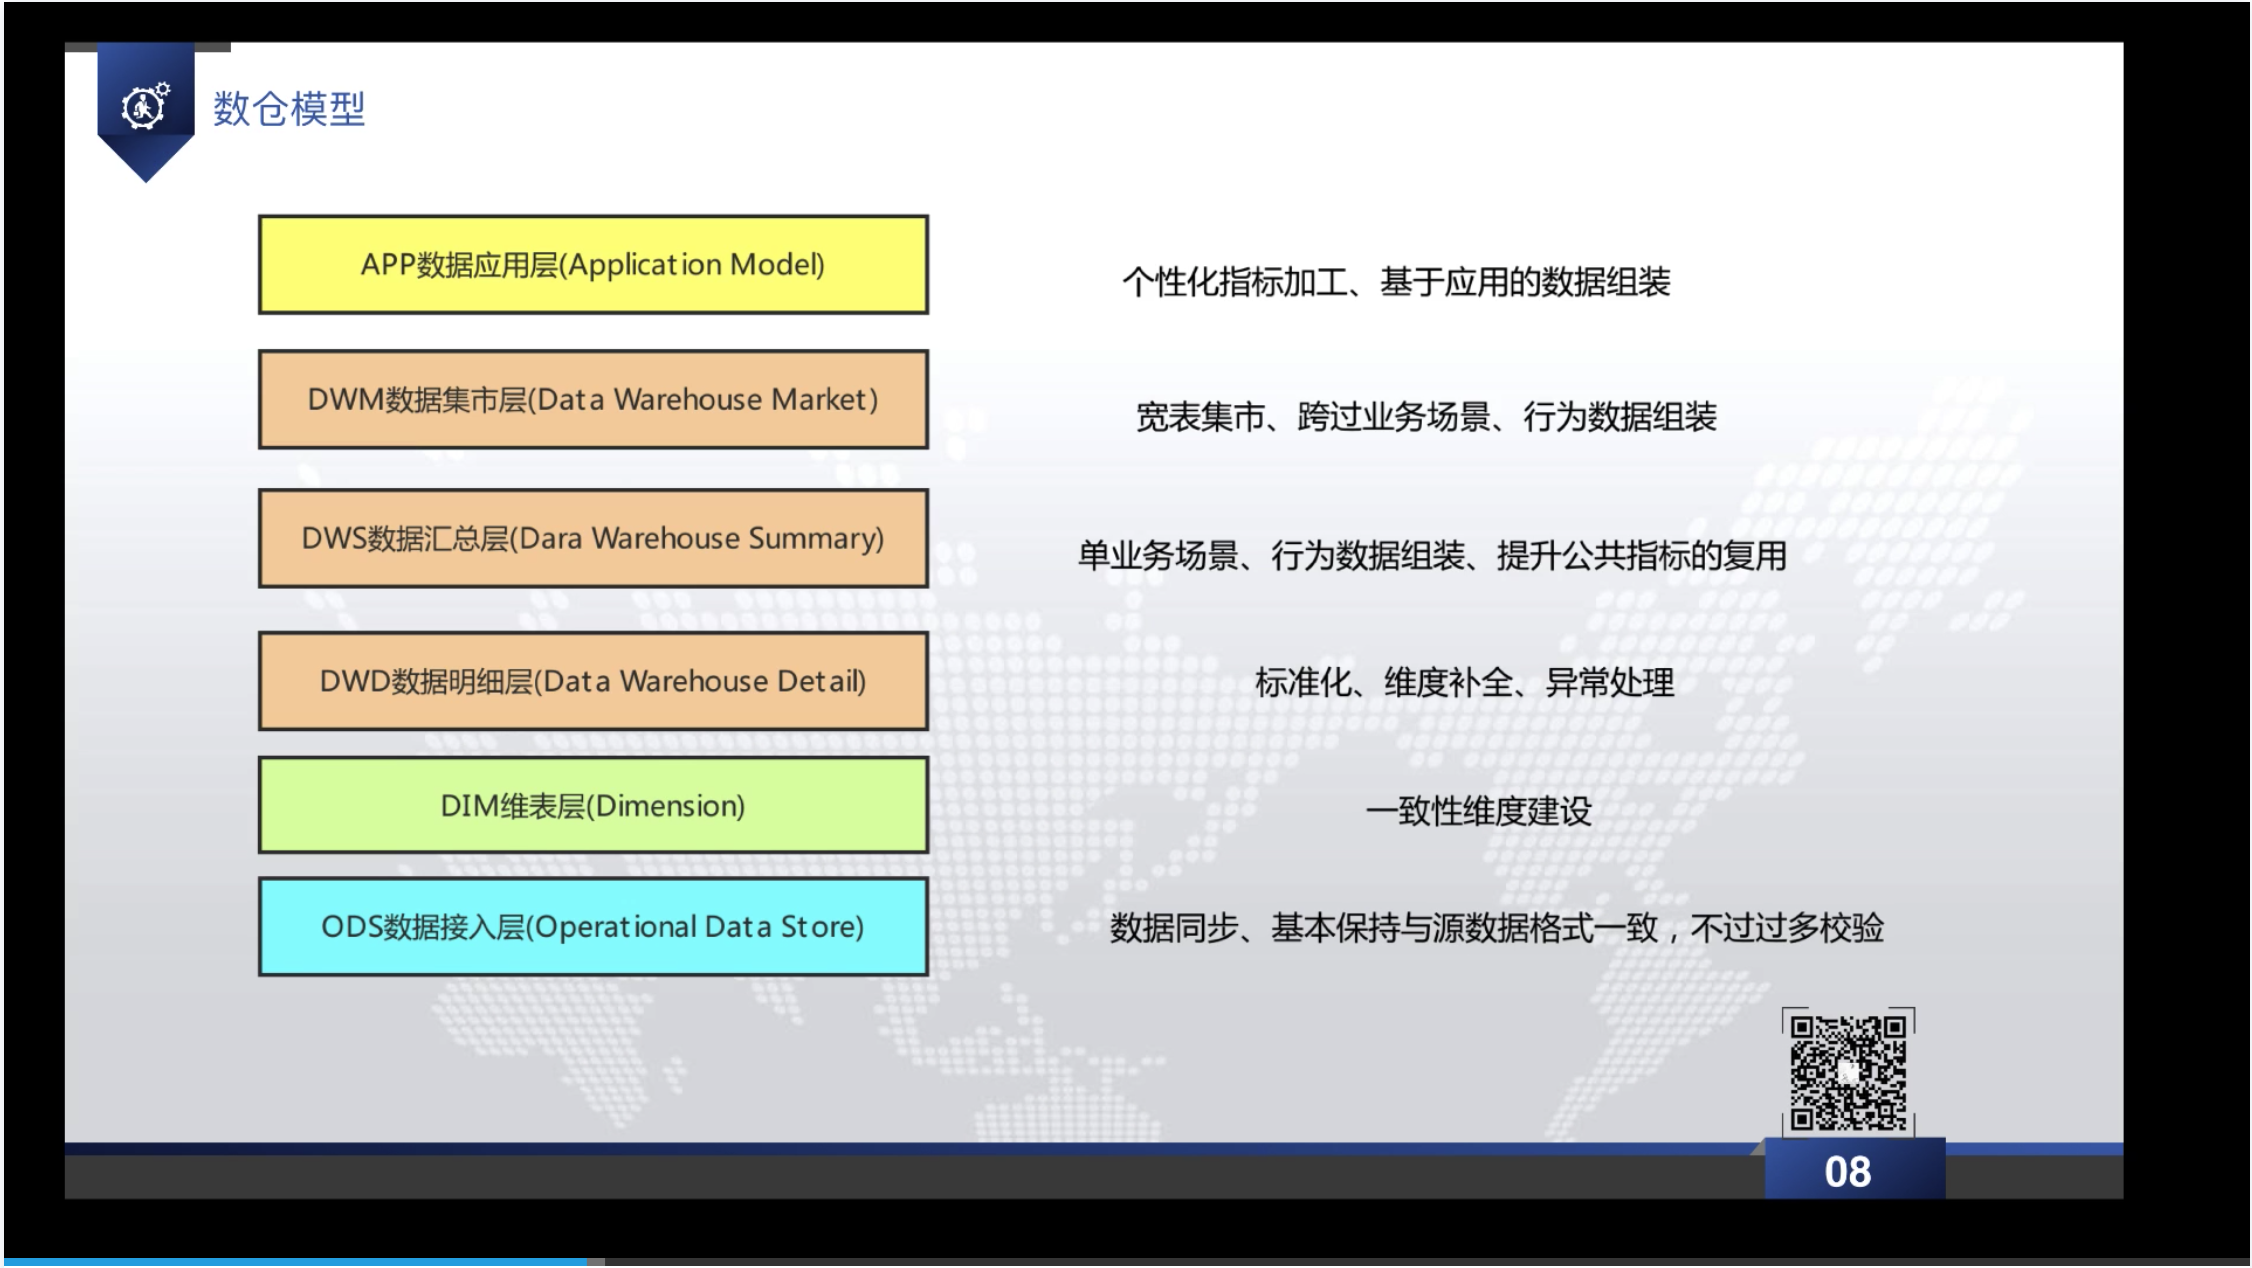 数仓模型
APP数据应用层(Application Model)
个性化指标加工、基于应用的数据组装
DWM数据集市层(Data Warehouse Market)
宽表集市、跨过业务场景、行为数据组装
DWS数据汇总层(Dara Warehouse Summary)
单业务场景、行为数据组装、提升公共指标的复用
DWD数据明细层(Data Warehouse Detail)
标准化、维度补全、异常处理
DIM维表层(Dimension)
一致性维度建设
ODS数据接入层(Operational Data Store)
数据同步、基本保持与源数据格式一致，不过过多校验
08